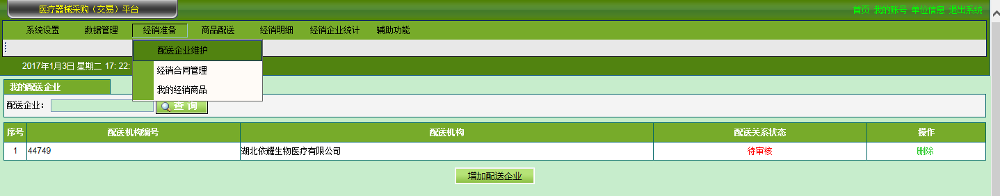 医疗器械采购（交易）平台
首页 我的账号 单位信息 退出系统
系统设置 数据管理 经销准备 商品配送 经销明细 经销企业统计 辅助功能
配送企业维护
2017年1月3日 星期二 17: 22:
经销合同管理
我的经销商品
我的配送企业
配送企业：
查 询
序号 配送机构编号 配送机构 配送关系状态 操作
1 44749 湖北依耀生物医疗有限公司 待审核 删除
增加配送企业